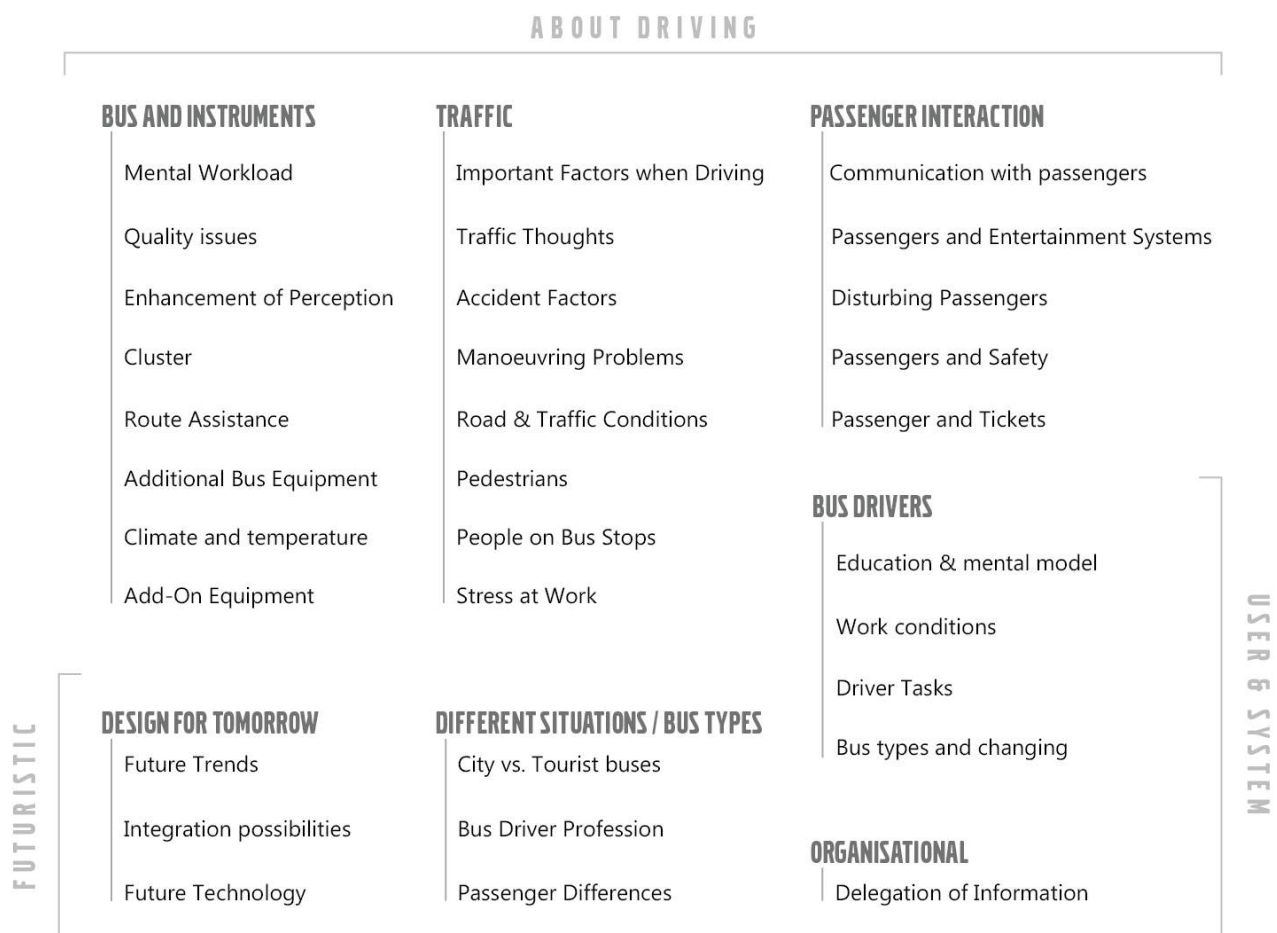 ABOUT DRIVING
BUS AND INSTRUMENTS
Mental Workload
Quality issues
Enhancement of Perception
Cluster
Route Assistance
Additional Bus Equipment
Climate and temperature
Add-On Equipment
TRAFFIC
Important Factors when Driving
Traffic Thoughts
Accident Factors
Manoeuvring Problems
Road & Traffic Conditions
Pedestrians
People on Bus Stops
Stress at Work
PASSENGER INTERACTION
Communication with passengers
Passengers and Entertainment Systems
Disturbing Passengers
Passengers and Safety
Passenger and Tickets
BUS DRIVERS
Education & mental model
Work conditions
Driver Tasks
Bus types and changing
USER & SYSTEM
FUTURISTIC
DESIGN FOR TOMORROW
Future Trends
Integration possibilities
Future Technology
DIFFERENT SITUATIONS / BUS TYPES
City vs. Tourist buses
Bus Driver Profession
Passenger Differences
ORGANISATIONAL
Delegation of Information